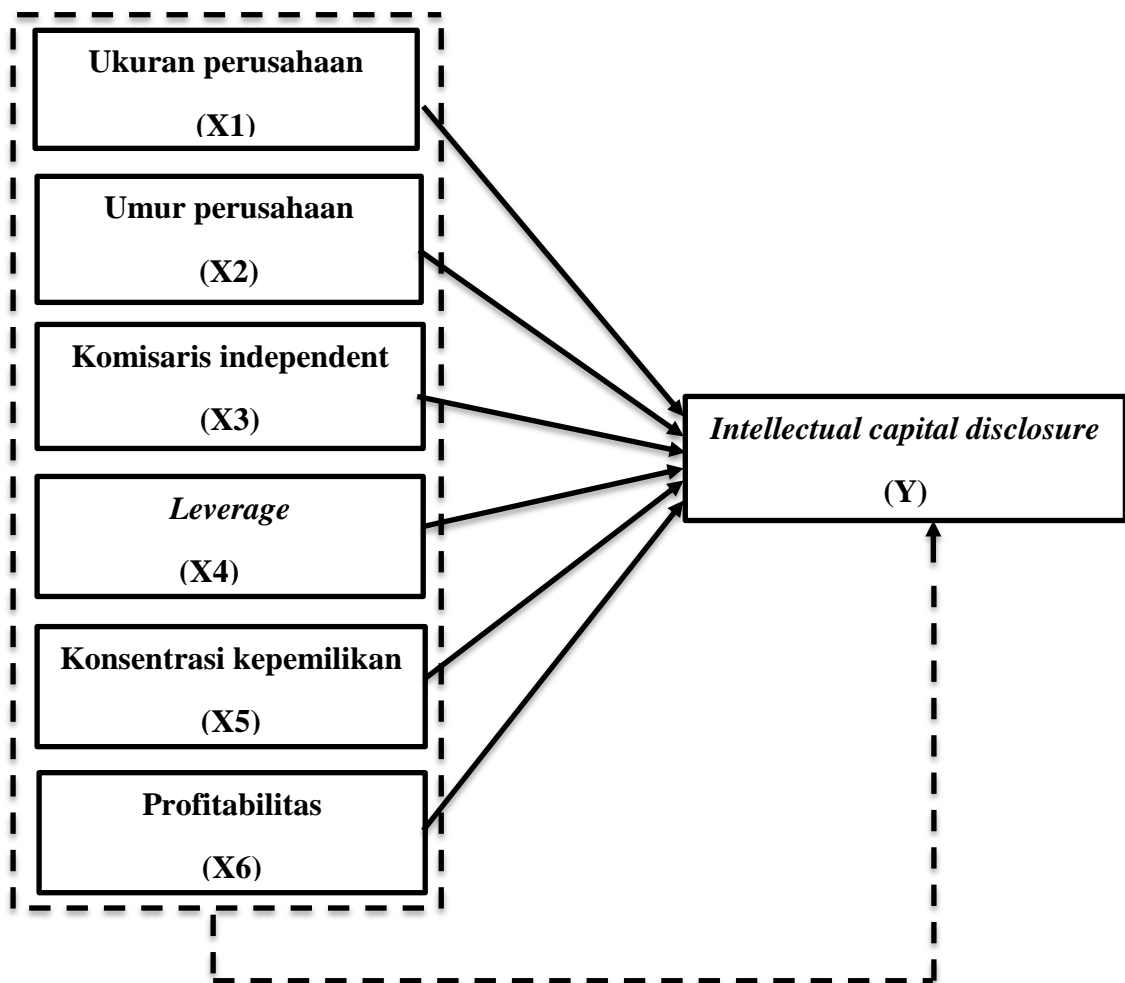 Ukuran perusahaan
(X1)
Umur perusahaan
(X2)
Komisaris independent
(X3)
Leverage
(X4)
Intellectual capital disclosure
(Y)
Konsentrasi kepemilikan
(X5)
Profitabilitas
(X6)